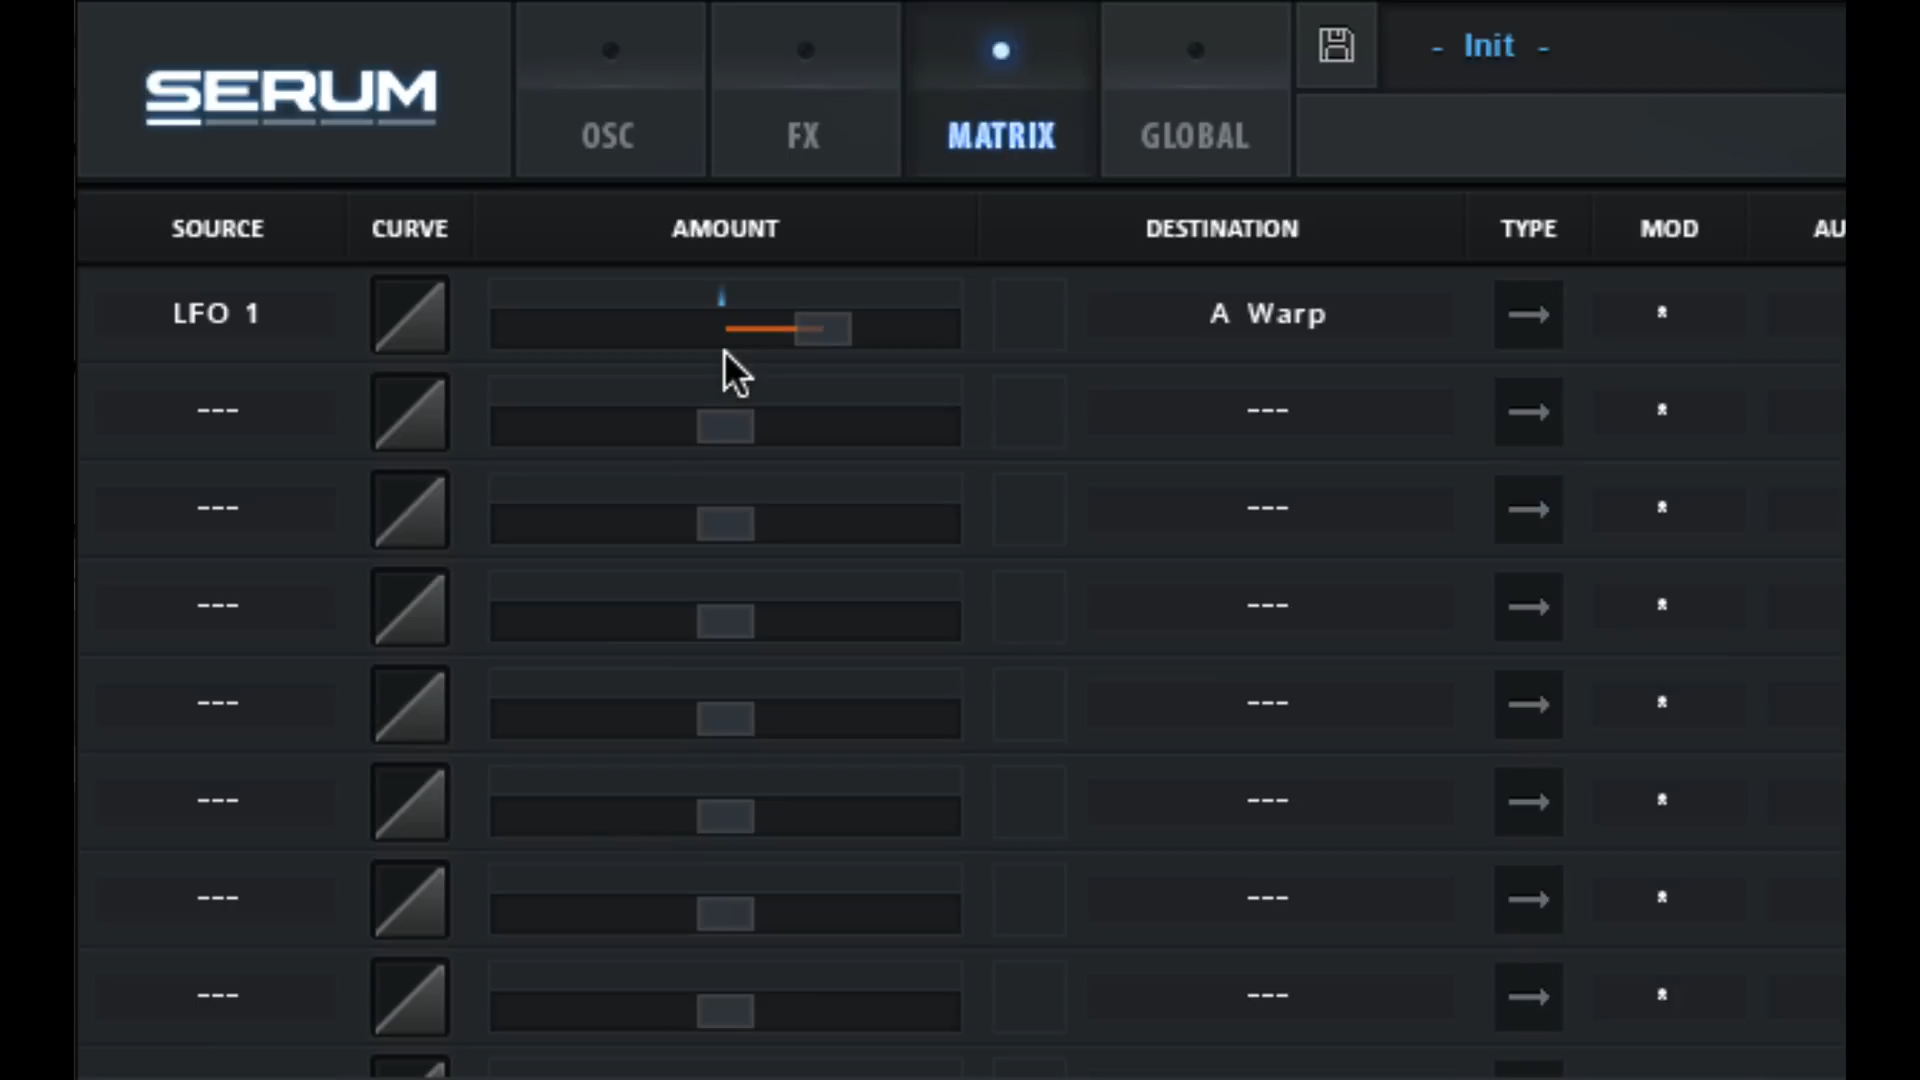 SERUM
OSC FX MATRIX GLOBAL
- Init -
SOURCE CURVE AMOUNT DESTINATION TYPE MOD AU
LFO 1 A Warp
--- ---
--- ---
--- ---
--- ---
--- ---
--- ---
--- ---